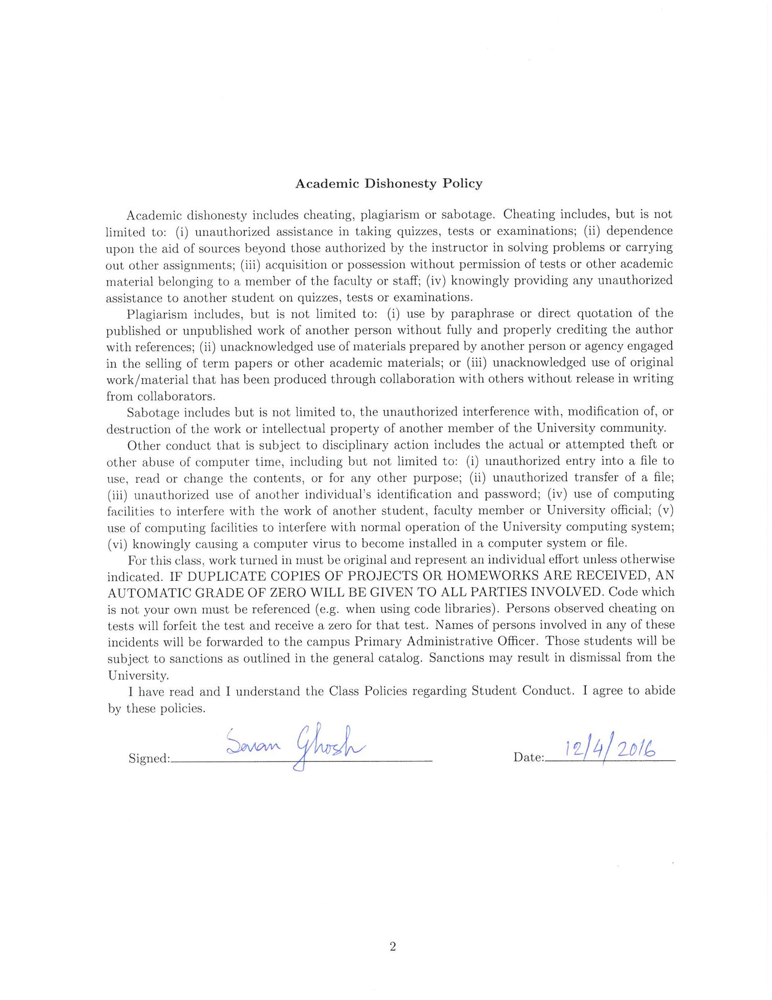 Academic Dishonesty Policy
Academic dishonesty includes cheating, plagiarism or sabotage. Cheating includes, but is not
limited to: (i) unauthorized assistance in taking quizzes, tests or examinations; (ii) dependence
upon the aid of sources beyond those authorized by the instructor in solving problems or carrying
out other assignments; (iii) acquisition or possession without permission of tests or other academic
material belonging to a member of the faculty or staff; (iv) knowingly providing any unauthorized
assistance to another student on quizzes, tests or examinations.
Plagiarism includes, but is not limited to: (i) use by paraphrase or direct quotation of the
published or unpublished work of another person without fully and properly crediting the author
with references; (ii) unacknowledged use of materials prepared by another person or agency engaged
in the selling of term papers or other academic materials; or (iii) unacknowledged use of original
work/material that has been produced through collaboration with others without release in writing
from collaborators.
Sabotage includes but is not limited to, the unauthorized interference with, modification of, or
destruction of the work or intellectual property of another member of the University community.
Other conduct that is subject to disciplinary action includes the actual or attempted theft or
other abuse of computer time, including but not limited to: (i) unauthorized entry into a file to
use, read or change the contents, or for any other purpose; (ii) unauthorized transfer of a file;
(iii) unauthorized use of another individual's identification and password; (iv) use of computing
facilities to interfere with the work of another student, faculty member or University official; (v)
use of computing facilities to interfere with normal operation of the University computing system;
(vi) knowingly causing a computer virus to become installed in a computer system or file.
For this class, work turned in must be original and represent an individual effort unless otherwise
indicated. IF DUPLICATE COPIES OF PROJECTS OR HOMEWORKS ARE RECEIVED, AN
AUTOMATIC GRADE OF ZERO WILL BE GIVEN TO ALL PARTIES INVOLVED. Code which
is not your own must be referenced (e.g. when using code libraries). Persons observed cheating on
tests will forfeit the test and receive a zero for that test. Names of persons involved in any of these
incidents will be forwarded to the campus Primary Administrative Officer. Those students will be
subject to sanctions as outlined in the general catalog. Sanctions may result in dismissal from the
University.
I have read and I understand the Class Policies regarding Student Conduct. I agree to abide
by these policies.
Signed: Ghosh Date: 12/4/2016
2